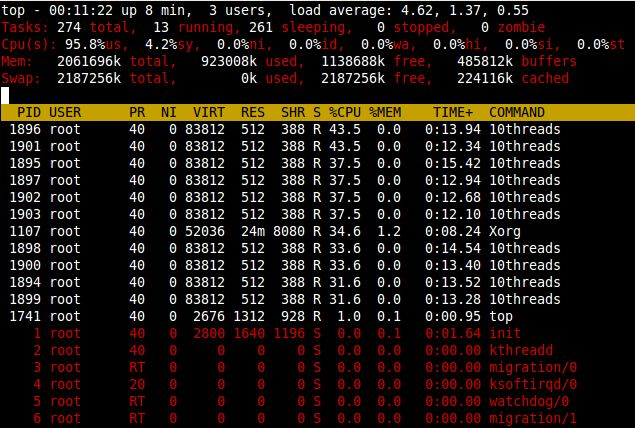 top - 00:11:22 up 8 min,  3 users,  load average: 4.62, 1.37, 0.55
Tasks: 274 total,  13 running, 261 sleeping,   0 stopped,   0 zombie
Cpu(s): 95.8%us,  4.2%sy,  0.0%ni,  0.0%id,  0.0%wa,  0.0%hi,  0.0%si,  0.0%st
Mem:   2061696k total,   923008k used,  1138688k free,   485812k buffers
Swap:  2187256k total,        0k used,  2187256k free,   224116k cached
PID USER      PR  NI  VIRT  RES  SHR S %CPU %MEM    TIME+  COMMAND
1896 root      40   0 83812  512  388 R 43.5  0.0   0:13.94 10threads
1901 root      40   0 83812  512  388 R 43.5  0.0   0:12.34 10threads
1895 root      40   0 83812  512  388 R 37.5  0.0   0:15.42 10threads
1897 root      40   0 83812  512  388 R 37.5  0.0   0:12.94 10threads
1902 root      40   0 83812  512  388 R 37.5  0.0   0:12.68 10threads
1903 root      40   0 83812  512  388 R 37.5  0.0   0:12.10 10threads
1107 root      40   0 52036  24m 8080 R 34.6  1.2   0:08.24 Xorg
1898 root      40   0 83812  512  388 R 33.6  0.0   0:14.54 10threads
1900 root      40   0 83812  512  388 R 33.6  0.0   0:13.40 10threads
1894 root      40   0 83812  512  388 R 31.6  0.0   0:13.52 10threads
1899 root      40   0 83812  512  388 R 31.6  0.0   0:13.28 10threads
1741 root      40   0  2676 1312  928 R  1.0  0.1   0:00.95 top
1 root      40   0  2800 1640 1196 S  0.0  0.1   0:01.64 init
2 root      40   0     0    0    0 S  0.0  0.0   0:00.00 kthreadd
3 root      RT   0     0    0    0 S  0.0  0.0   0:00.00 migration/0
4 root      20   0     0    0    0 S  0.0  0.0   0:00.00 ksoftirqd/0
5 root      RT   0     0    0    0 S  0.0  0.0   0:00.00 watchdog/0
6 root      RT   0     0    0    0 S  0.0  0.0   0:00.00 migration/1